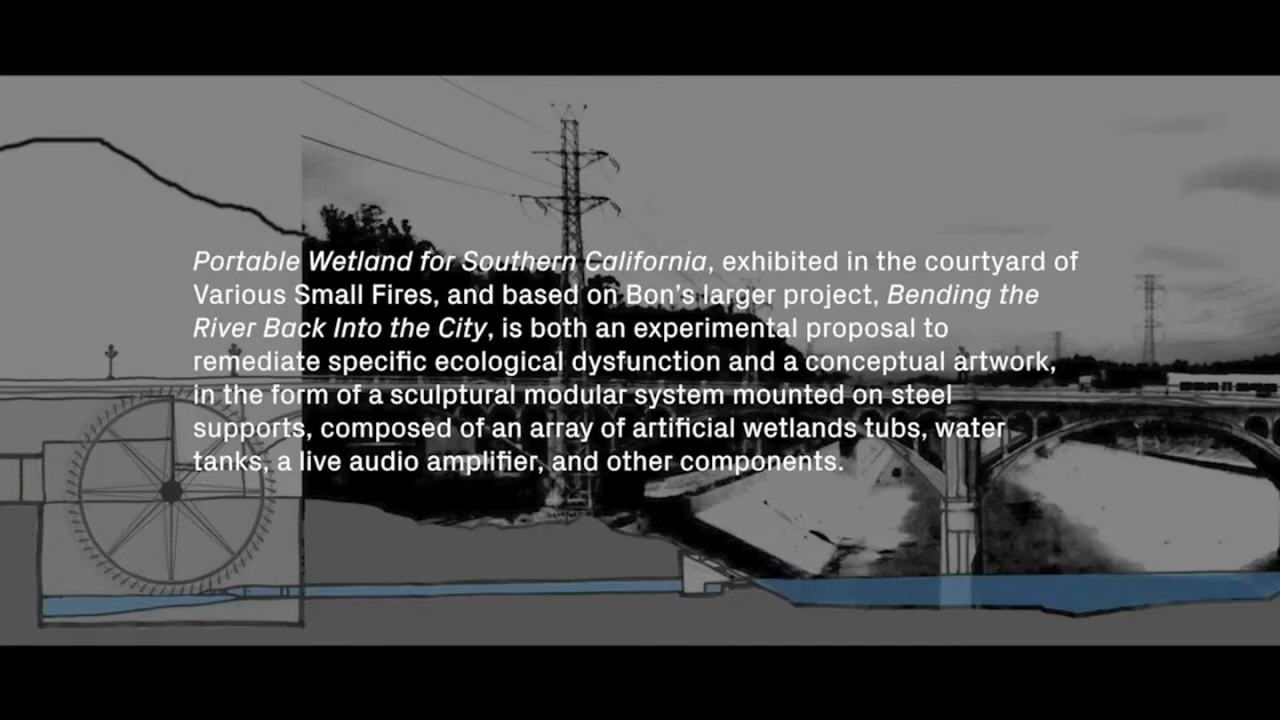 Portable Wetland for Southern California, exhibited in the courtyard of
Various Small Fires, and based on Bon's larger project, Bending the
River Back Into the City, is both an experimental proposal to
remediate specific ecological dysfunction and a conceptual artwork,
in the form of a sculptural modular system mounted on steel
supports, composed of an array of artificial wetlands tubs, water
tanks, a live audio amplifier, and other components.